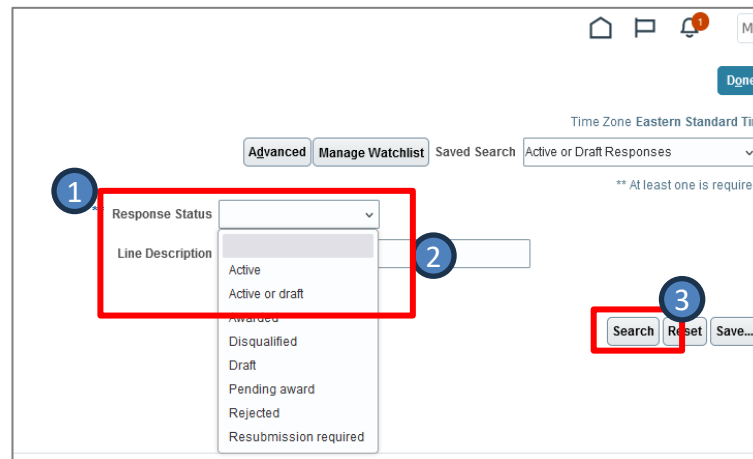 1
M
Done
Time Zone Eastern Standard Ti
Advanced Manage Watchlist Saved Search Active or Draft Responses
** At least one is require
1
** Response Status
Line Description
2
Active
Active or draft
Awarded
Disqualified
Draft
Pending award
Rejected
Resubmission required
3
Search Reset Save...